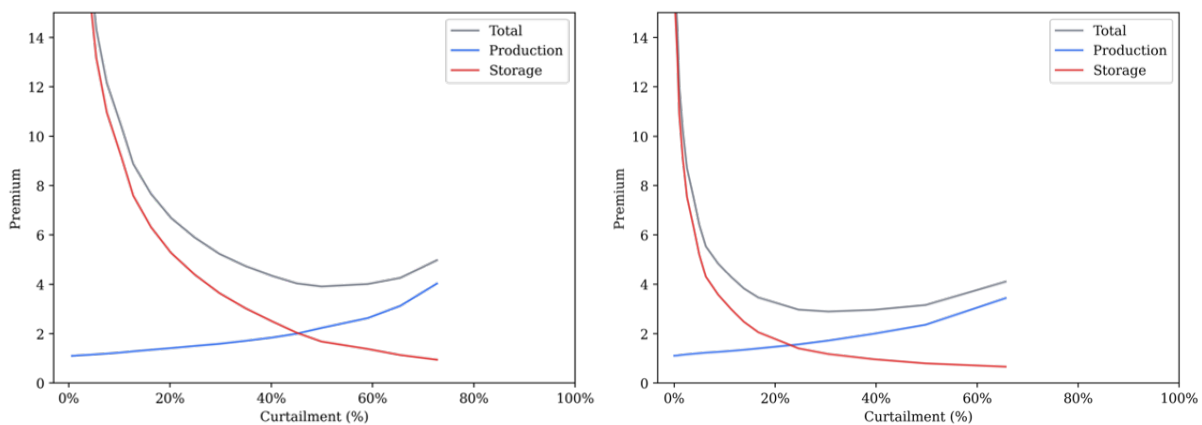 14
12
10
8
6
4
2
0
Premium
0% 20% 40% 60% 80% 100%
Curtailment (%)
Total
Production
Storage
14
12
10
8
6
4
2
0
Premium
0% 20% 40% 60% 80% 100%
Curtailment (%)
Total
Production
Storage